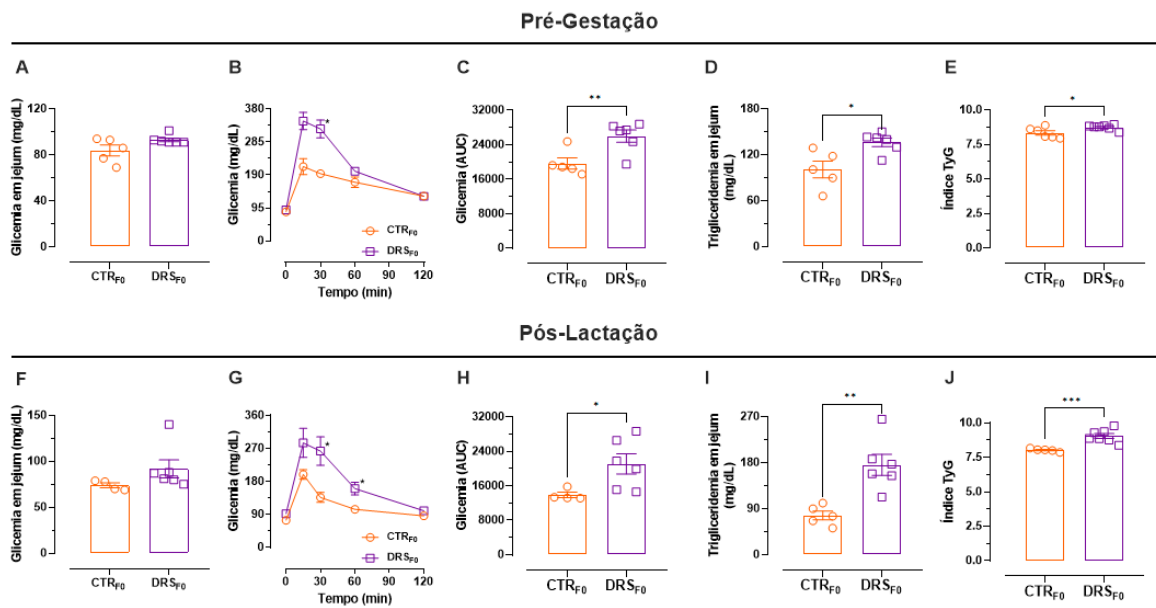 Pré-Gestação
A
B
C
D
E
Glicemia em jejum (mg/dL)
120
80
40
0
CTRF0
DRSF0
Glicemia (mg/dL)
380
285
190
95
0
*
CTRF0
DRSF0
0
30
60
120
Tempo (min)
Glicemia (AUC)
32000
24000
16000
8000
0
**
CTRF0
DRSF0
Trigliceridemia em jejum
(mg/dL)
180
120
60
0
*
CTRF0
DRSF0
Índice TyG
10.0
7.5
5.0
2.5
0.0
*
CTRF0
DRSF0
Pós-Lactação
F
G
H
I
J
Glicemia em jejum (mg/dL)
150
100
50
0
CTRF0
DRSF0
Glicemia (mg/dL)
360
270
180
90
0
*
*
CTRF0
DRSF0
0
30
60
120
Tempo (min)
Glicemia (AUC)
32000
24000
16000
8000
0
*
CTRF0
DRSF0
Trigliceridemia em jejum
(mg/dL)
270
180
90
0
**
CTRF0
DRSF0
Índice TyG
10.0
7.5
5.0
2.5
0.0
***
CTRF0
DRSF0